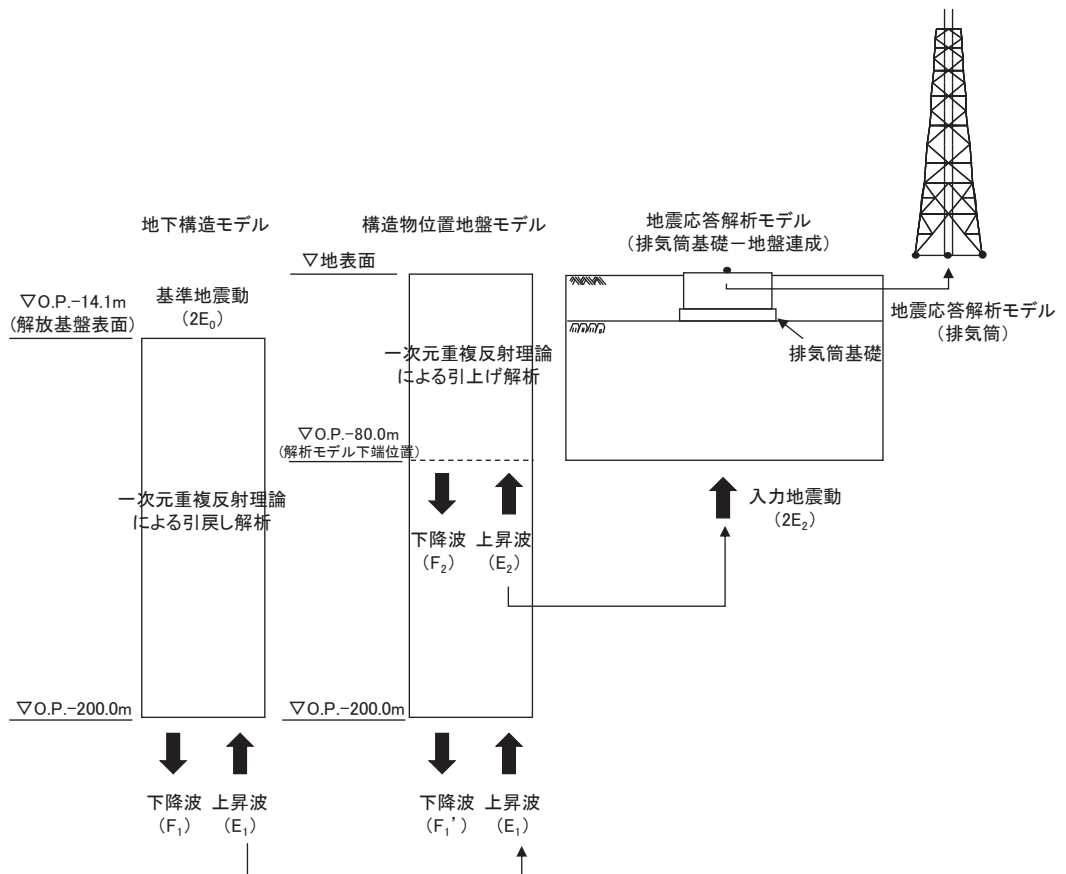 地下構造モデル
▽O.P.-14.1m
(解放基盤表面)
基準地震動
(2E₀)
一次元重複反射理論
による引戻し解析
▽O.P.-200.0m
下降波
(F₁)
上昇波
(E₁)
構造物位置地盤モデル
▽地表面
一次元重複反射理論
による引上げ解析
▽O.P.-80.0m
(解析モデル下端位置)
下降波
(F₂)
上昇波
(E₂)
▽O.P.-200.0m
下降波
(F₁’)
上昇波
(E₁)
地震応答解析モデル
(排気筒基礎－地盤連成)
排気筒基礎
入力地震動
(2E₂)
地震応答解析モデル
(排気筒)